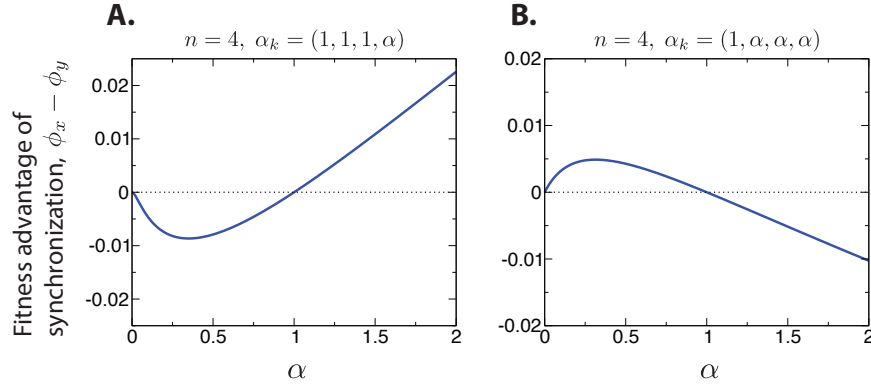 A.
n = 4, α_k = (1, 1, 1, α)
Fitness advantage of
synchronization, ϕ_x − ϕ_y
0.02
0.01
0
-0.01
-0.02
0 0.5 1 1.5 2
α
B.
n = 4, α_k = (1, α, α, α)
0.02
0.01
0
-0.01
-0.02
0 0.5 1 1.5 2
α